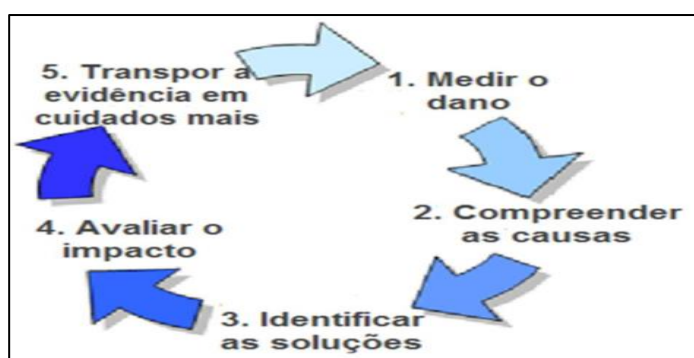 1. Medir o
dano
2. Compreender
as causas
3. Identificar
as soluções
4. Avaliar o
impacto
5. Transpor a
evidência em
cuidados mais